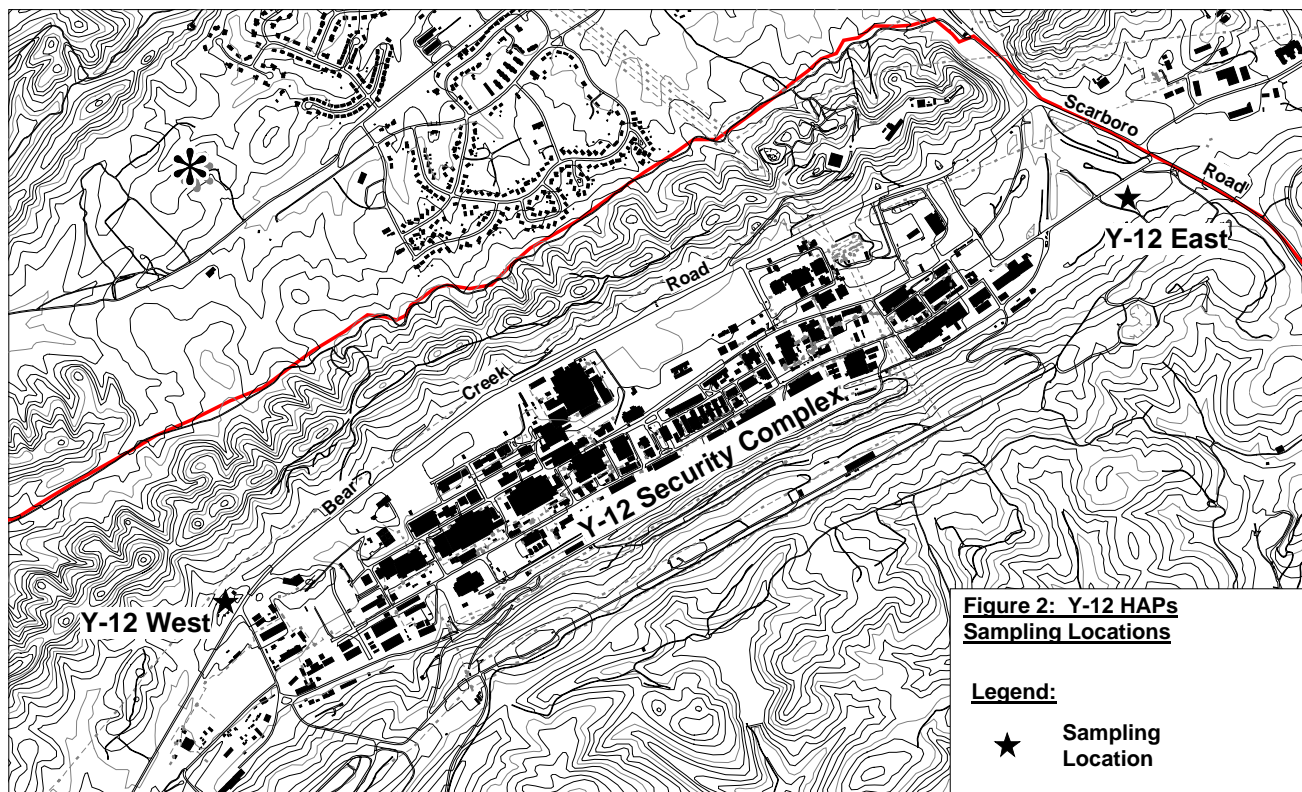 Scarboro
Road
Y-12 East
Road
Creek
Bear
Y-12 Security Complex
Y-12 West
Figure 2: Y-12 HAPs
Sampling Locations
Legend:
Sampling
Location